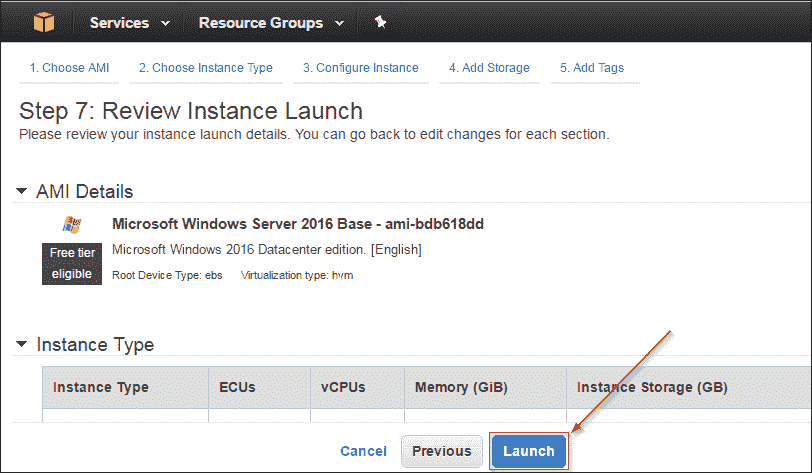 Services Resource Groups
1. Choose AMI 2. Choose Instance Type 3. Configure Instance 4. Add Storage 5. Add Tags
Step 7: Review Instance Launch
Please review your instance launch details. You can go back to edit changes for each section.
AMI Details
Microsoft Windows Server 2016 Base - ami-bdb618dd
Free tier eligible
Microsoft Windows 2016 Datacenter edition. [English]
Root Device Type: ebs Virtualization type: hvm
Instance Type
Instance Type ECUs vCPUs Memory (GiB) Instance Storage (GB)
Cancel Previous Launch